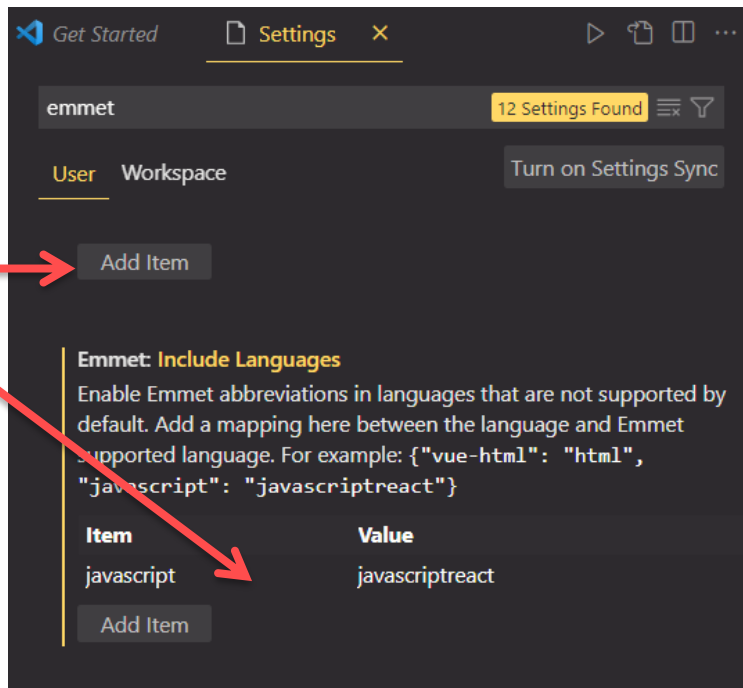 Get Started Settings
emmet 12 Settings Found
User Workspace Turn on Settings Sync
Add Item
Emmet: Include Languages
Enable Emmet abbreviations in languages that are not supported by
default. Add a mapping here between the language and Emmet
supported language. For example: {"vue-html": "html",
"javascript": "javascriptreact"}
Item Value
javascript javascriptreact
Add Item